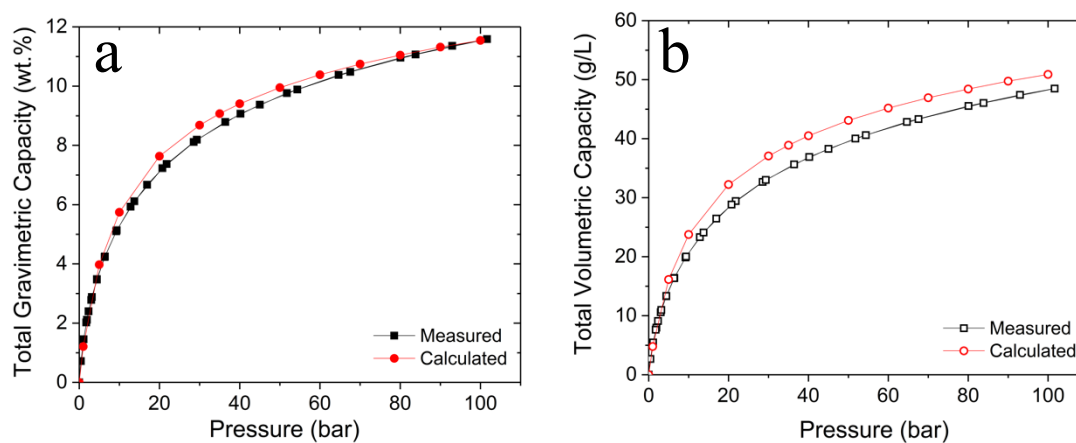 a
Total Gravimetric Capacity (wt.%)
12
10
8
6
4
2
0
0 20 40 60 80 100
Pressure (bar)
Measured
Calculated
b
Total Volumetric Capacity (g/L)
60
50
40
30
20
10
0
0 20 40 60 80 100
Pressure (bar)
Measured
Calculated